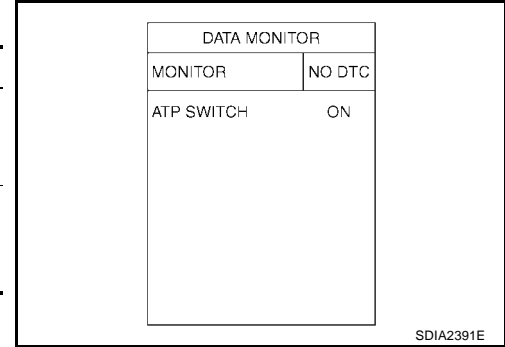 DATA MONITOR
MONITOR NO DTC
ATP SWITCH ON
SDIA2391E